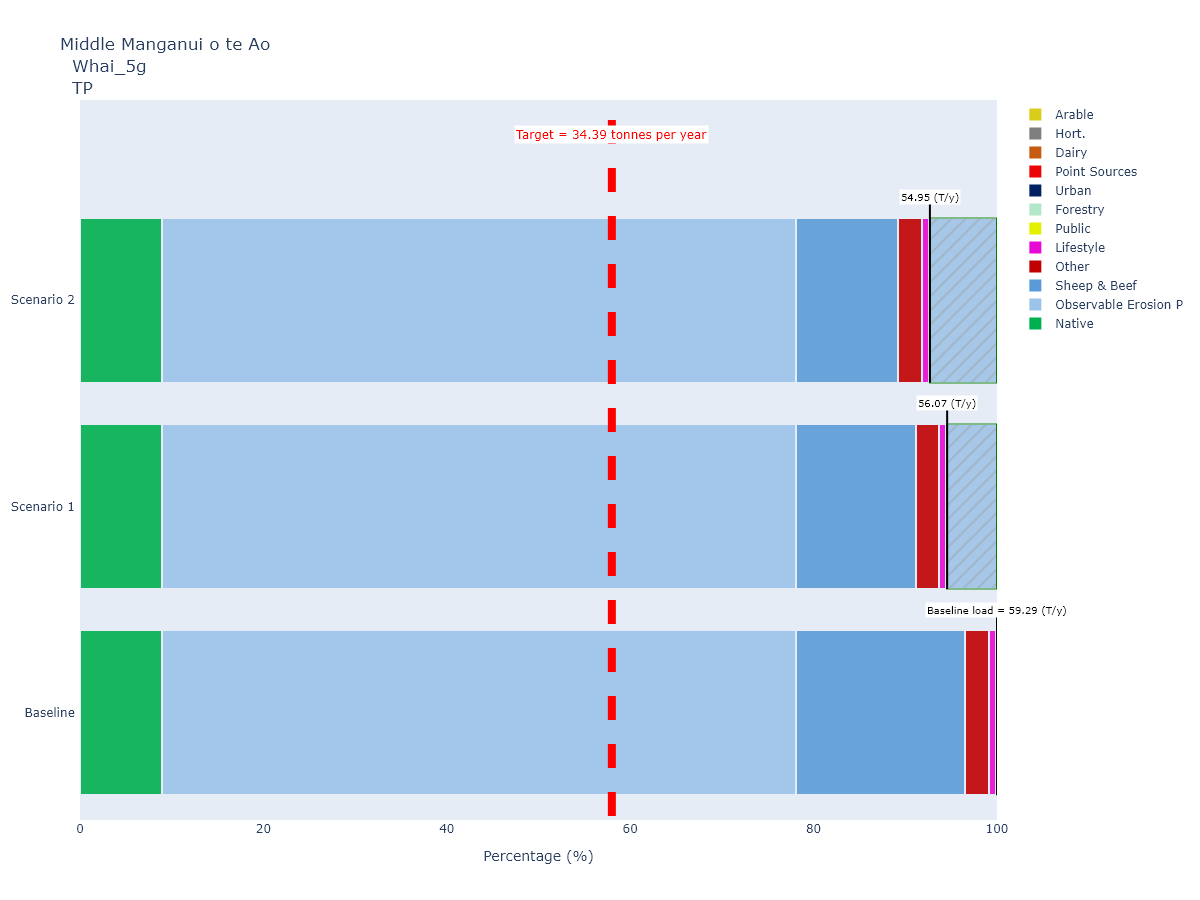 Middle Manganui o te Ao
Whai_5g
TP
Target = 34.39 tonnes per year
Arable
Hort.
Dairy
Point Sources
Urban
Forestry
Public
Lifestyle
Other
Sheep & Beef
Observable Erosion P
Native
54.95 (T/y)
Scenario 2
56.07 (T/y)
Scenario 1
Baseline load = 59.29 (T/y)
Baseline
0 20 40 60 80 100
Percentage (%)